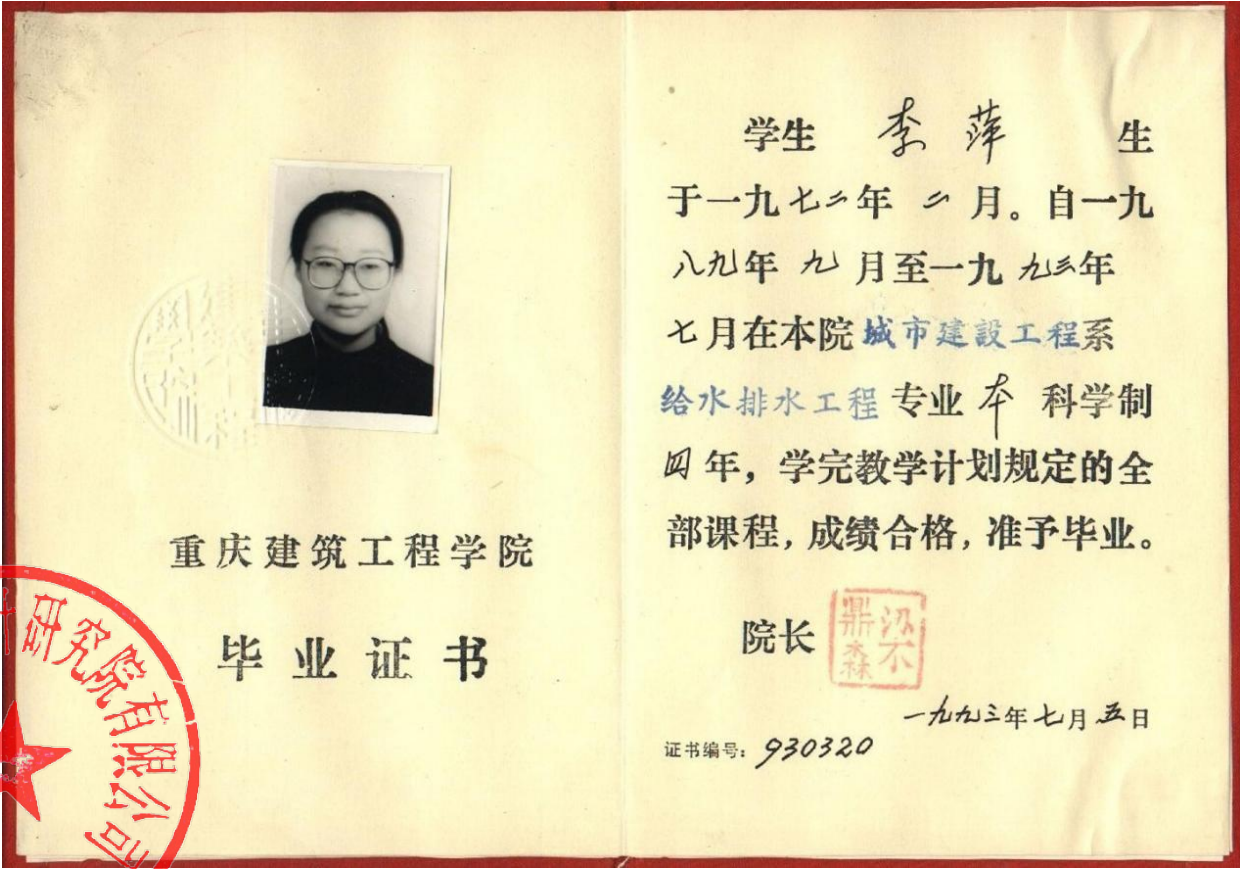 重庆建筑工程学院
毕业证书
研究院有限公司
学生 李萍 生
于一九七二年 二 月。自一九
八九年 九 月至一九九三年
七月在本院城市建設工程系
给水排水工程专业本 科学制
四年，学完教学计划规定的全
部课程，成绩合格，准予毕业。
院长
一九九三年七月五日
证书编号：930320